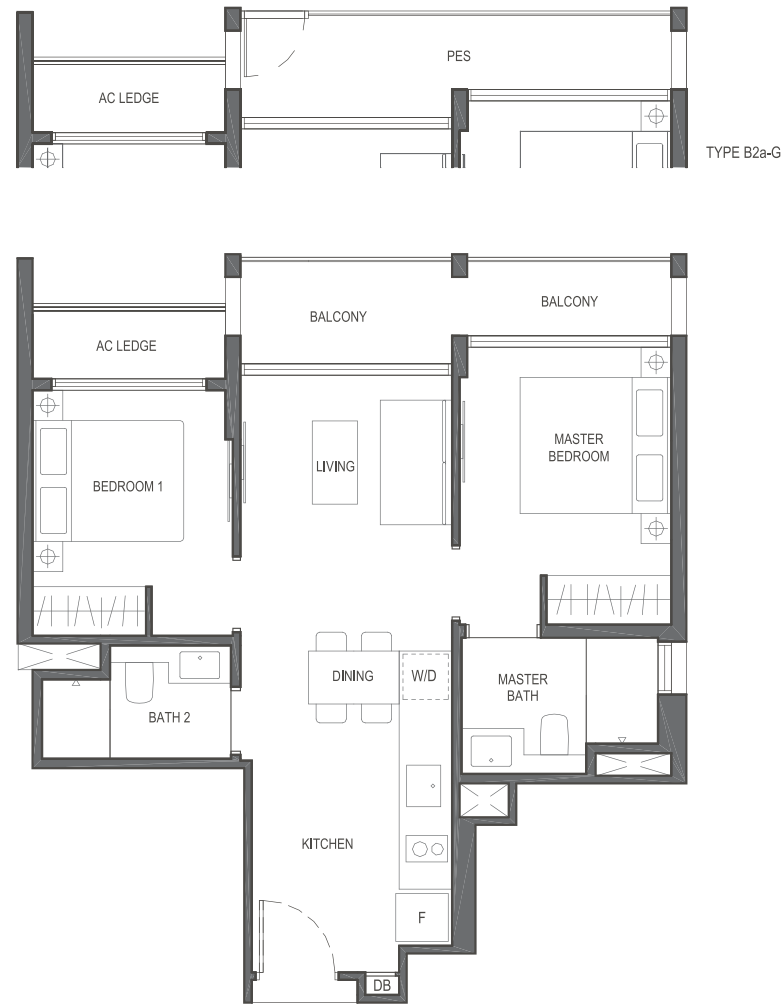 PES
AC LEDGE
TYPE B2a-G
BALCONY
BALCONY
AC LEDGE
MASTER
BEDROOM
LIVING
BEDROOM 1
DINING
W/D
MASTER
BATH
BATH 2
KITCHEN
F
DB